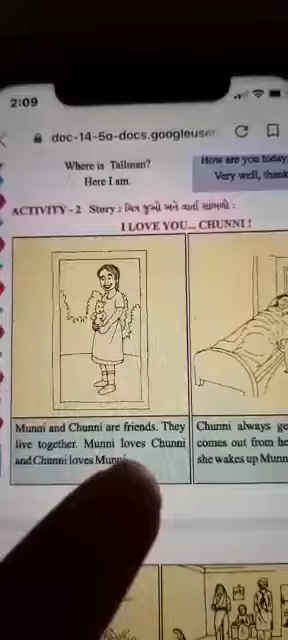 2:09
doc-14-5o-docs.googleuser
Where is Tallman?
Here I am.
How are you today
Very well, thank
ACTIVITY - 2 Story : ચિત્ર જુઓ અને વાર્તા સાંભળો :
I LOVE YOU... CHUNNI !
Munni and Chunni are friends. They
live together. Munni loves Chunni
and Chunni loves Munni
Chunni always ge
comes out from he
she wakes up Munn